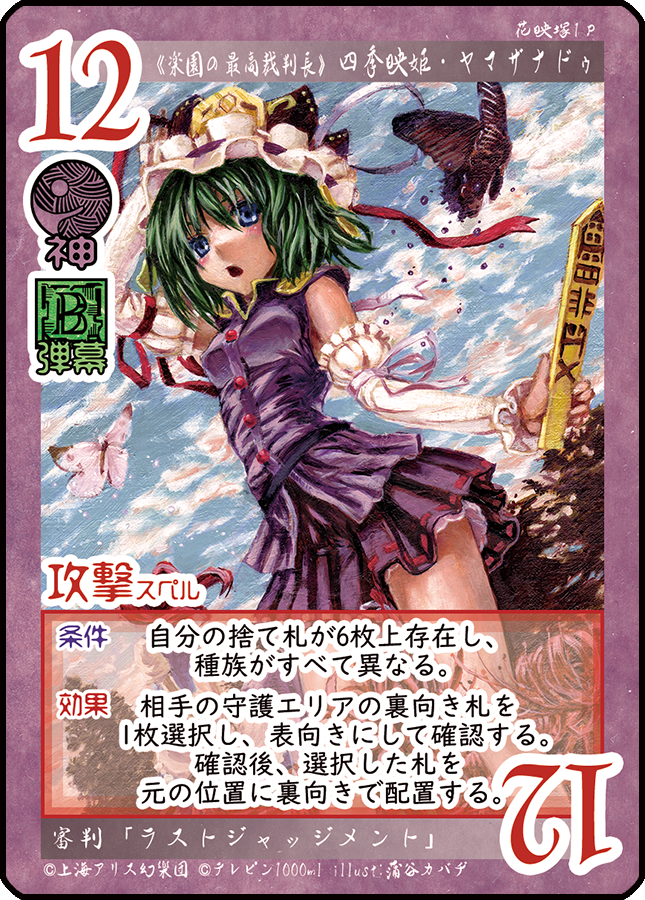 花映塚1P
12
《楽園の最高裁判長》四季映姫・ヤマザナドゥ
神
B
弾幕
攻撃スペル
条件 自分の捨て札が6枚上存在し、
種族がすべて異なる。
効果 相手の守護エリアの裏向き札を
1枚選択し、表向きにして確認する。
確認後、選択した札を
元の位置に裏向きで配置する。
12
審判「ラストジャッジメント」
©上海アリス幻樂団 ©テレピン1000ml illust:蒲谷カバヂ